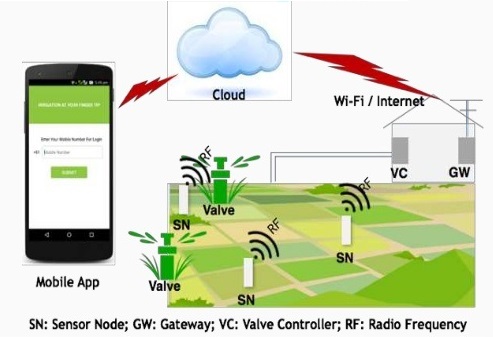 Cloud
Wi-Fi / Internet
IRRIGATION AT YOUR FINGER TIP
Enter Your Mobile Number For Login
+91
Mobile Number
SUBMIT
VC
GW
RF
SN
Valve
RF
SN
RF
SN
Valve
Mobile App
SN: Sensor Node; GW: Gateway; VC: Valve Controller; RF: Radio Frequency